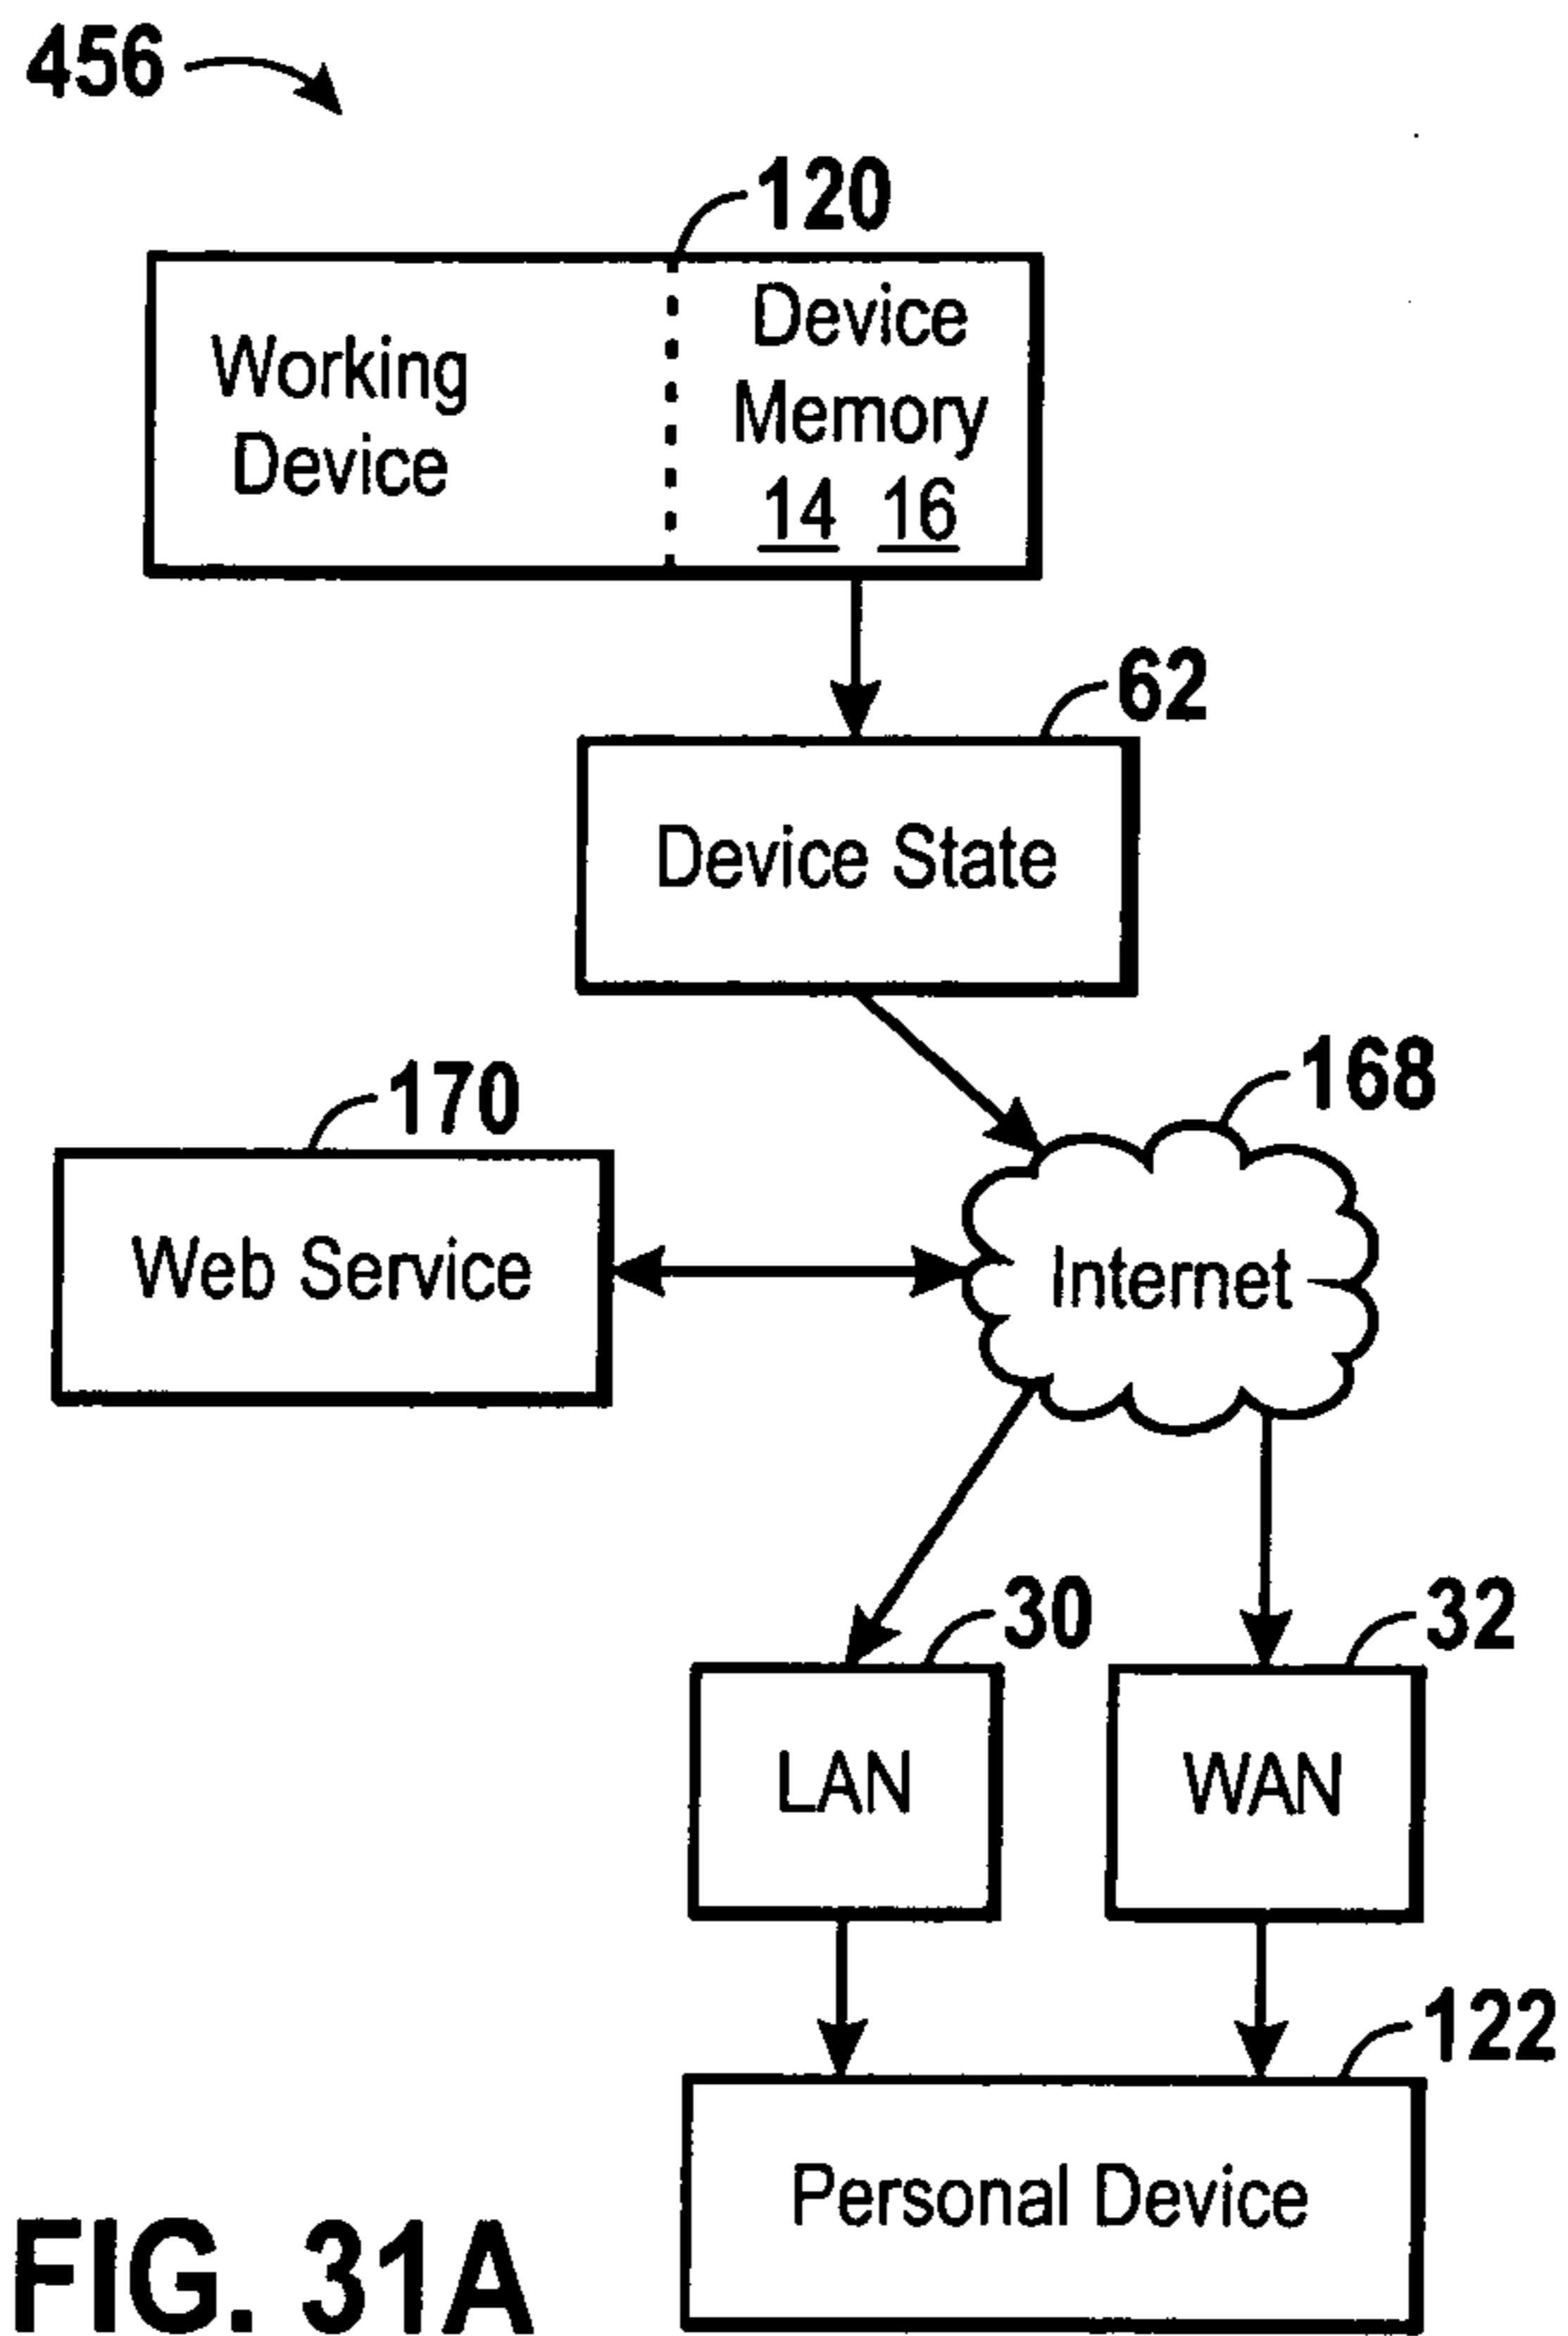 456
120
Working
Device
Device
Memory
14 16
62
Device State
170
168
Web Service
Internet
30
32
LAN
WAN
122
Personal Device
FIG. 31A